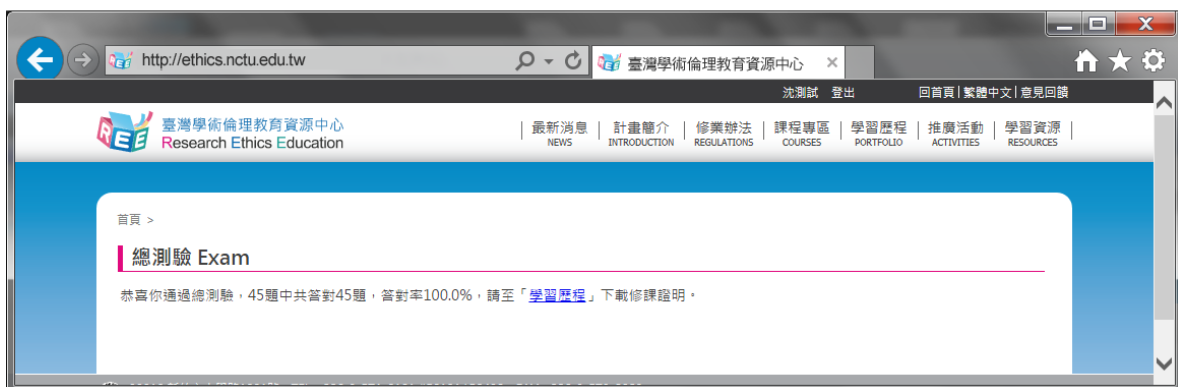 http://ethics.nctu.edu.tw
臺灣學術倫理教育資源中心
沈測試 登出 回首頁|繁體中文|意見回饋
REE
臺灣學術倫理教育資源中心
Research Ethics Education
| 最新消息 | 計畫簡介 | 修業辦法 | 課程專區 | 學習歷程 | 推廣活動 | 學習資源 |
NEWS INTRODUCTION REGULATIONS COURSES PORTFOLIO ACTIVITIES RESOURCES
首頁 >
總測驗 Exam
恭喜你通過總測驗，45題中共答對45題，答對率100.0%，請至「學習歷程」下載修課證明。